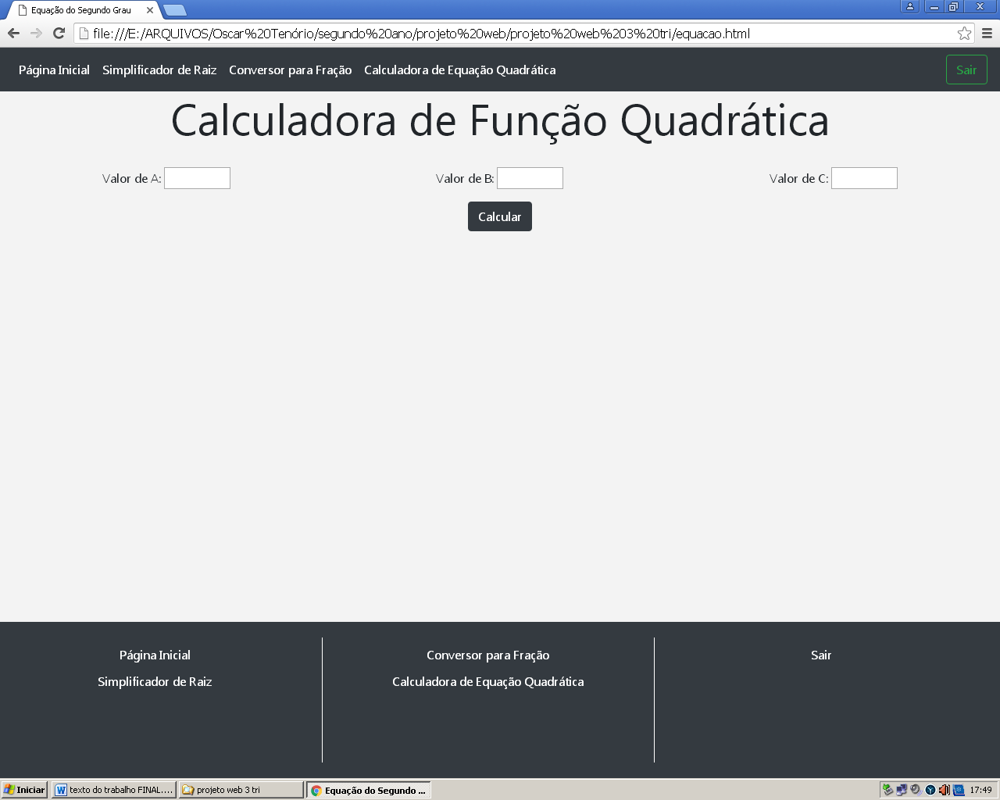 Equação do Segundo Grau
file:///E:/ARQUIVOS/Oscar%20Tenório/segundo%20ano/projeto%20web/projeto%20web%203%20tri/equacao.html
Página Inicial Simplificador de Raiz Conversor para Fração Calculadora de Equação Quadrática Sair
Calculadora de Função Quadrática
Valor de A: Valor de B: Valor de C:
Calcular
Página Inicial Conversor para Fração Sair
Simplificador de Raiz Calculadora de Equação Quadrática
Iniciar texto do trabalho FINAL.... projeto web 3 tri Equação do Segundo ... 17:49